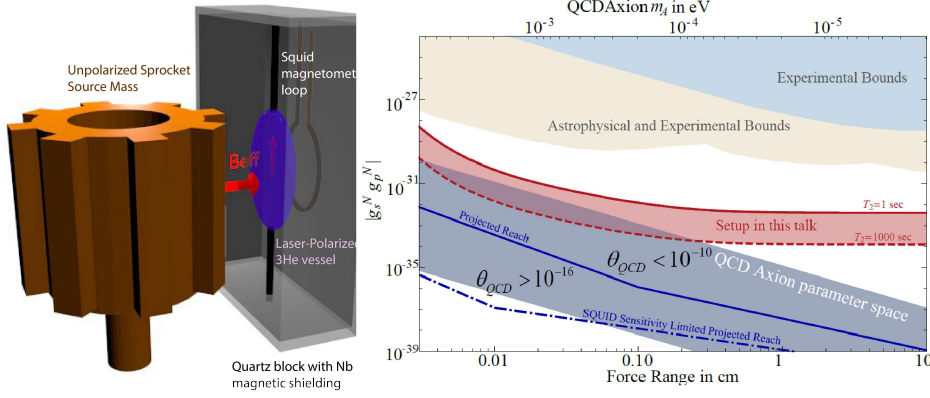 Unpolarized Sprocket
Source Mass
Squid
magnetomet
loop
Beff
Laser-Polarized
3He vessel
Quartz block with Nb
magnetic shielding
QCDAxion m_A in eV
10^-3
10^-4
10^-5
|g_s^N g_p^N|
10^-27
10^-31
10^-35
10^-39
Experimental Bounds
Astrophysical and Experimental Bounds
T_2=1 sec
Setup in this talk
T_2=1000 sec
Projected Reach
θ_QCD <10^-10
θ_QCD >10^-16
QCD Axion parameter space
SQUID Sensitivity Limited Projected Reach
0.01
0.10
1
10
Force Range in cm